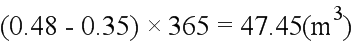 (0.48 - 0.35) × 365 = 47.45(m³)